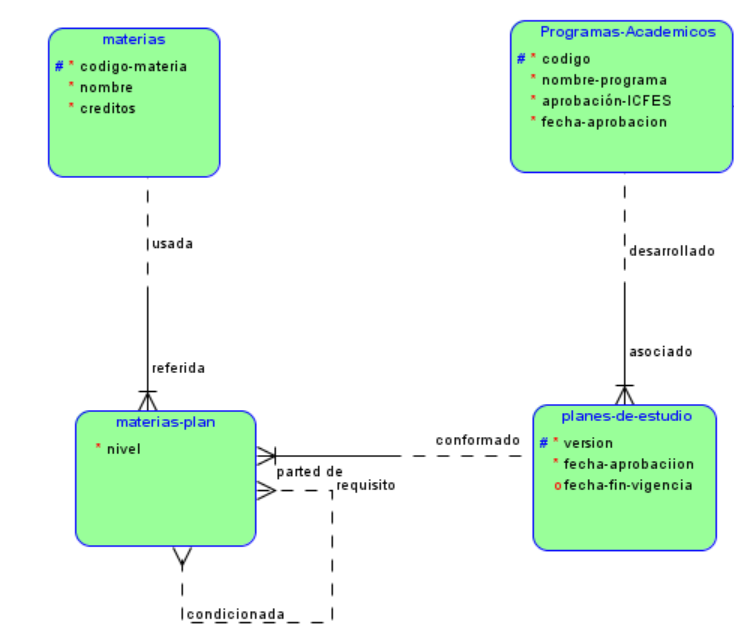 materias
# * codigo-materia
* nombre
* creditos
Programas-Academicos
# * codigo
* nombre-programa
* aprobación-ICFES
* fecha-aprobacion
usada
desarrollado
referida
asociado
materias-plan
* nivel
conformado
parted de
requisito
condicionada
planes-de-estudio
# * version
* fecha-aprobaciion
o fecha-fin-vigencia